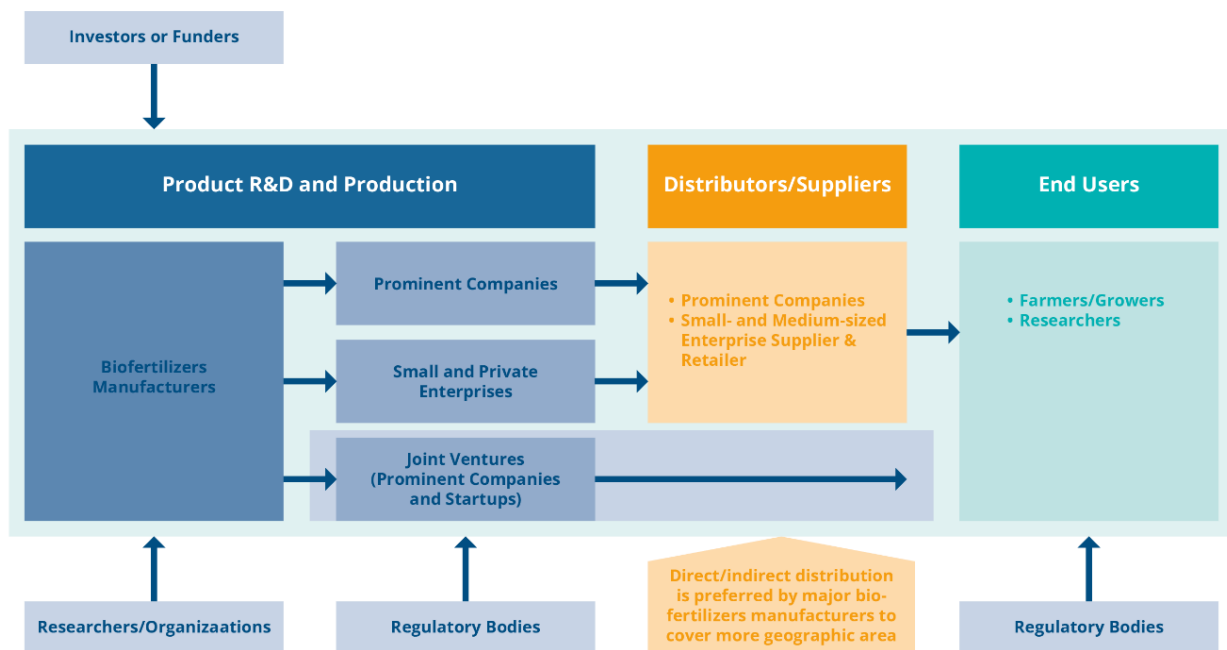 Investors or Funders
Product R&D and Production
Distributors/Suppliers
End Users
Biofertilizers
Manufacturers
Prominent Companies
Small and Private
Enterprises
Joint Ventures
(Prominent Companies
and Startups)
• Prominent Companies
• Small- and Medium-sized
Enterprise Supplier &
Retailer
• Farmers/Growers
• Researchers
Researchers/Organizaations
Regulatory Bodies
Direct/indirect distribution
is preferred by major bio-
fertilizers manufacturers to
cover more geographic area
Regulatory Bodies